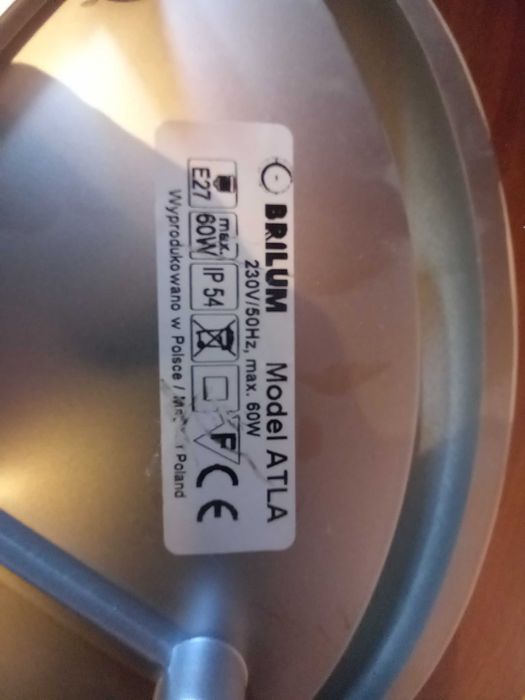 BRILUM Model ATLA
230V/50Hz, max. 60W
E27 max. 60W IP 54 F CE
Wyprodukowano w Polsce / Poland